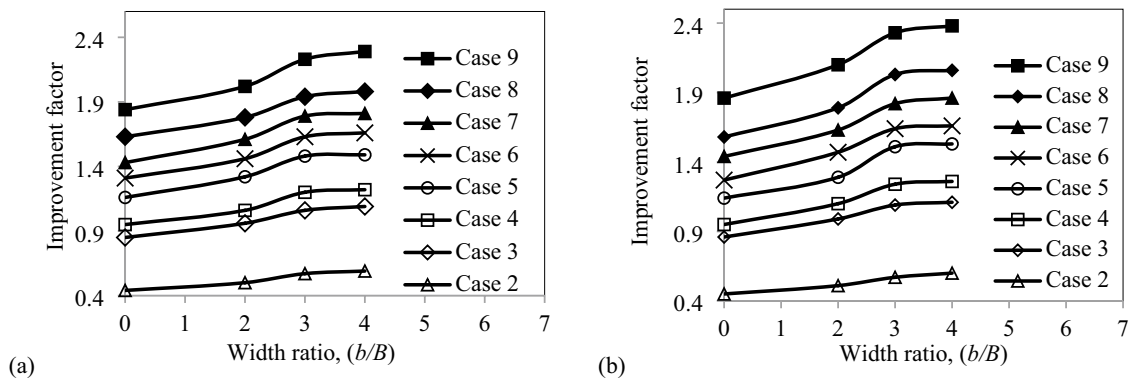 2.4
1.9
1.4
0.9
0.4
Improvement factor
0 1 2 3 4 5 6 7
Width ratio, (b/B)
Case 9
Case 8
Case 7
Case 6
Case 5
Case 4
Case 3
Case 2
(a)
2.4
1.9
1.4
0.9
0.4
Improvement factor
0 1 2 3 4 5 6 7
Width ratio, (b/B)
Case 9
Case 8
Case 7
Case 6
Case 5
Case 4
Case 3
Case 2
(b)